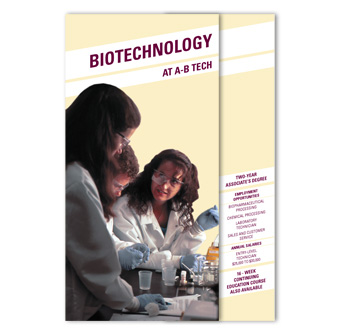 BIOTECHNOLOGY
AT A-B TECH
TWO-YEAR
ASSOCIATE'S DEGREE
EMPLOYMENT
OPPORTUNITIES
BIOPHARMACEUTICAL
PROCESSING
CHEMICAL PROCESSING
LABORATORY
TECHNICIAN
SALES AND CUSTOMER
SERVICE
ANNUAL SALARIES
ENTRY-LEVEL
TECHNICIAN
16 - WEEK
CONTINUING
EDUCATION COURSE
ALSO AVAILABLE